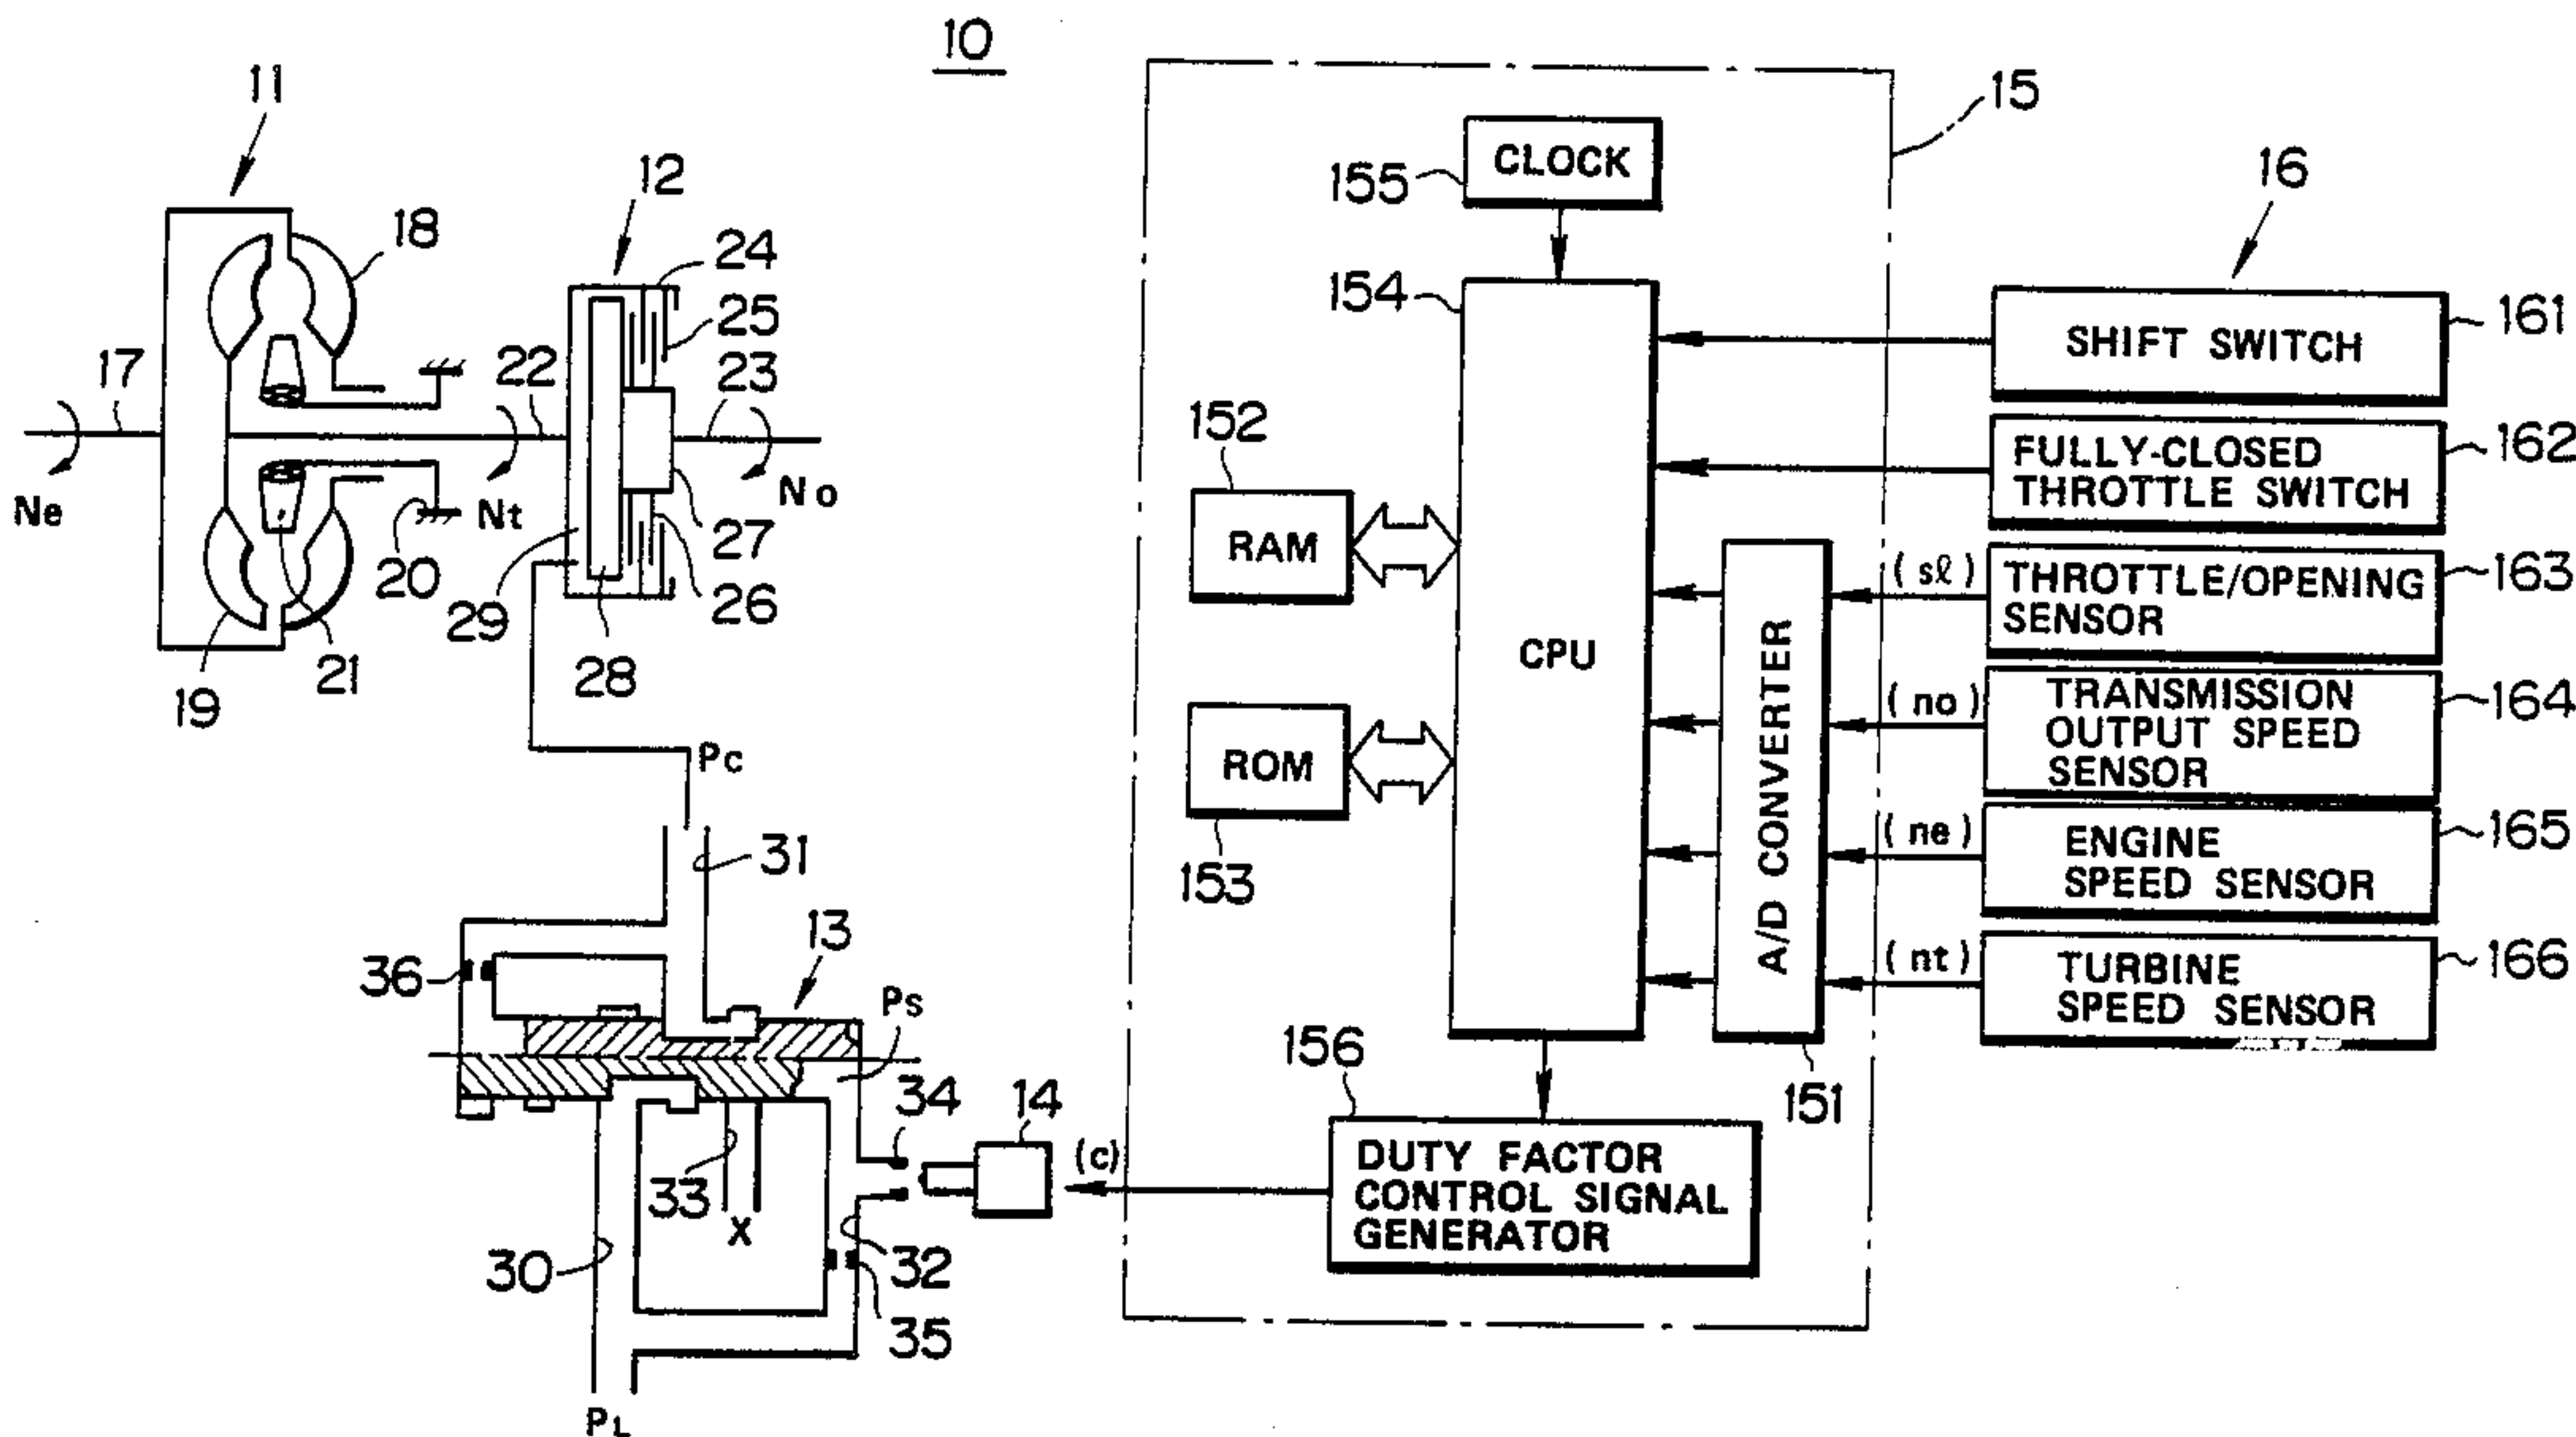 10
11
12
18
24
25
17
22
23
Ne
Nt
No
20
27
26
29
28
21
19
Pc
31
13
36
Ps
34
14
(c)
33
X
32
30
35
PL
15
CLOCK
155
154
16
SHIFT SWITCH
161
FULLY-CLOSED
THROTTLE SWITCH
162
152
RAM
CPU
A/D CONVERTER
(sℓ)
THROTTLE/OPENING
SENSOR
163
(no)
TRANSMISSION
OUTPUT SPEED
SENSOR
164
ROM
153
(ne)
ENGINE
SPEED SENSOR
165
(nt)
TURBINE
SPEED SENSOR
166
151
156
DUTY FACTOR
CONTROL SIGNAL
GENERATOR